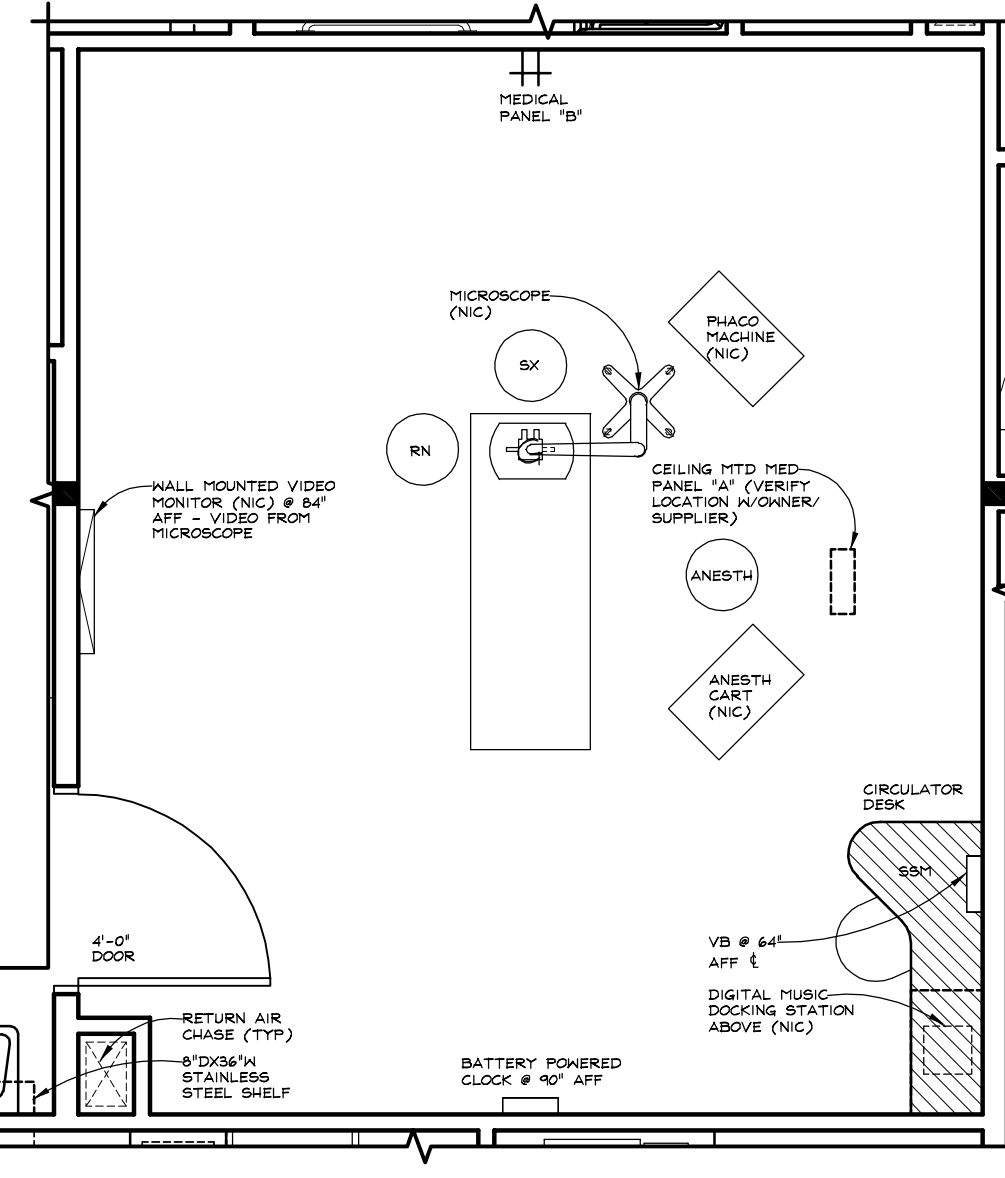 MEDICAL
PANEL "B"
MICROSCOPE
(NIC)
PHACO
MACHINE
(NIC)
SX
RN
CEILING MTD MED
PANEL "A" (VERIFY
LOCATION W/OWNER/
SUPPLIER)
WALL MOUNTED VIDEO
MONITOR (NIC) @ 84"
AFF - VIDEO FROM
MICROSCOPE
ANESTH
ANESTH
CART
(NIC)
CIRCULATOR
DESK
SSM
4'-0"
DOOR
VB @ 64"
AFF ℄
DIGITAL MUSIC
DOCKING STATION
ABOVE (NIC)
RETURN AIR
CHASE (TYP)
8"DX36"W
STAINLESS
STEEL SHELF
BATTERY POWERED
CLOCK @ 90" AFF